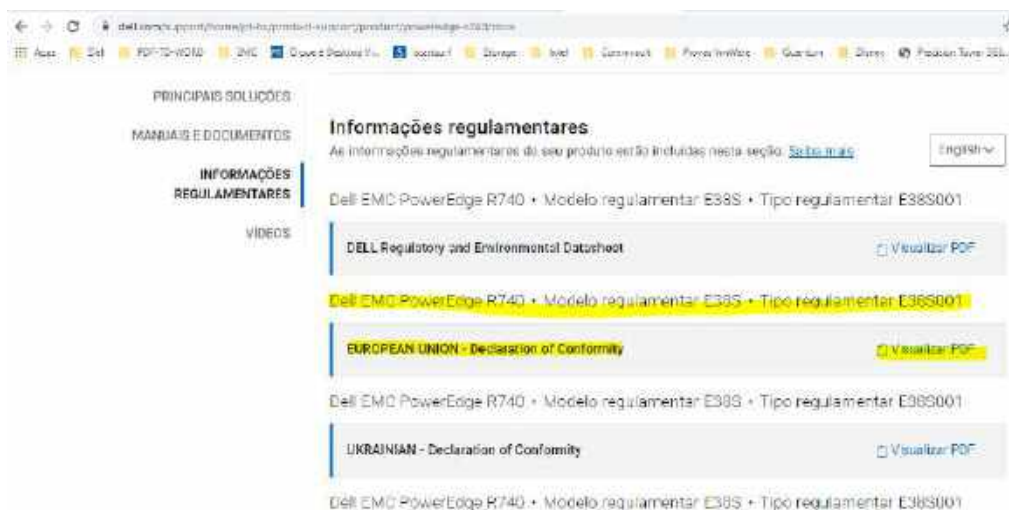 PRINCIPAIS SOLUÇÕES
MANUAIS E DOCUMENTOS
INFORMAÇÕES
REGULAMENTARES
VÍDEOS
Informações regulamentares
As informações regulamentares do seu produto estão incluídas nesta seção. Saiba mais
English
Dell EMC PowerEdge R740 • Modelo regulamentar E38S • Tipo regulamentar E38S001
DELL Regulatory and Environmental Datasheet Visualizar PDF
Dell EMC PowerEdge R740 • Modelo regulamentar E38S • Tipo regulamentar E38S001
EUROPEAN UNION - Declaration of Conformity Visualizar PDF
Dell EMC PowerEdge R740 • Modelo regulamentar E38S • Tipo regulamentar E38S001
UKRAINIAN - Declaration of Conformity Visualizar PDF
Dell EMC PowerEdge R740 • Modelo regulamentar E38S • Tipo regulamentar E38S001